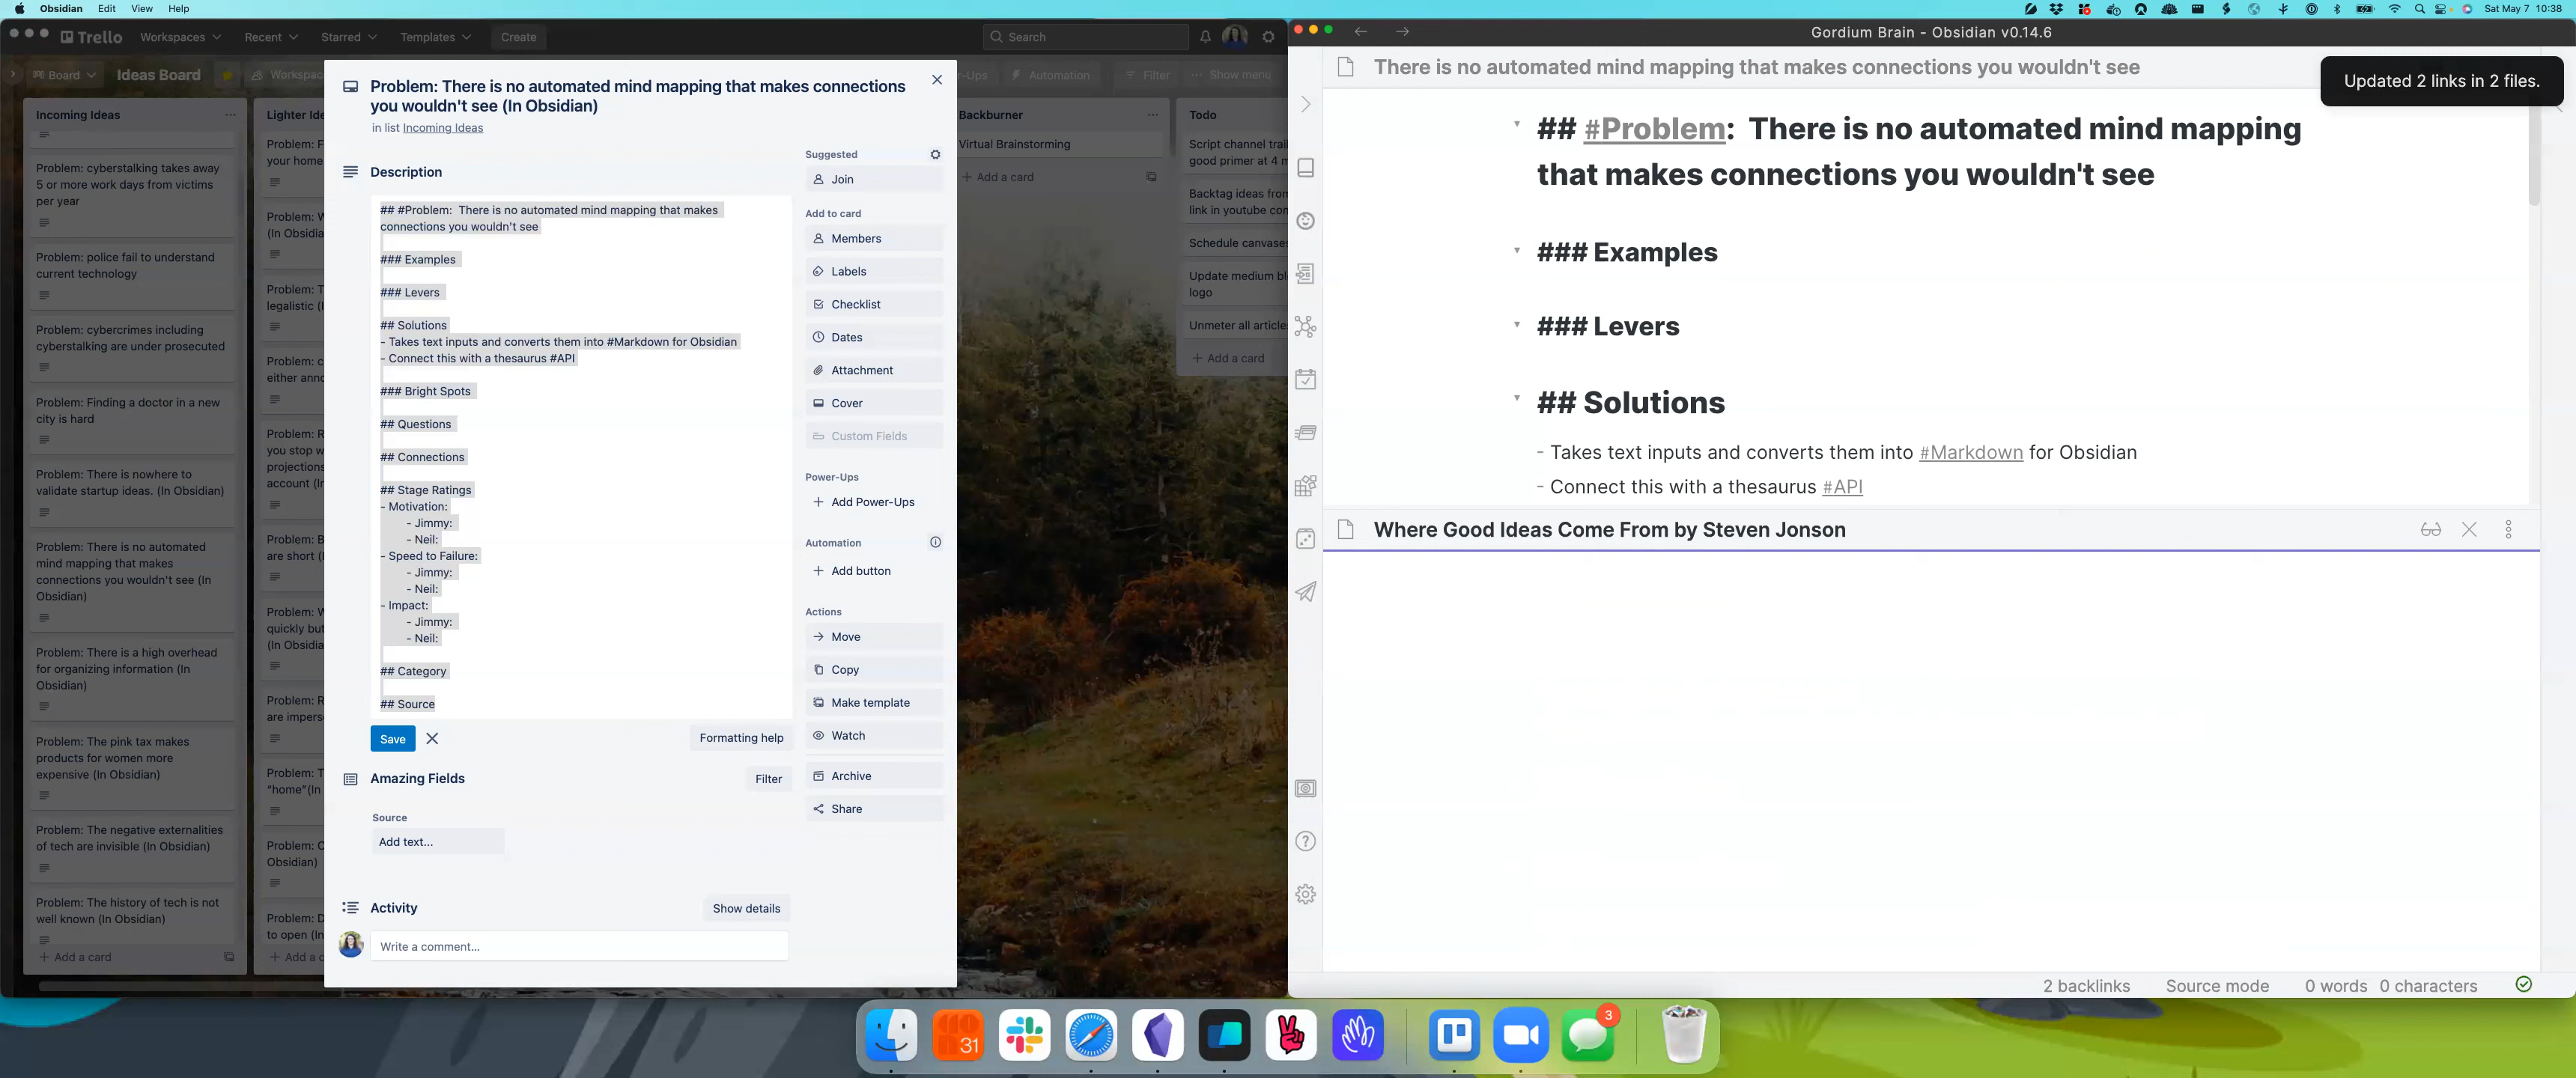 Obsidian Edit View Help
Sat May 7 10:38
Trello Workspaces Recent Starred Templates Create
Search
Board Ideas Board
Automation Filter Show menu
Incoming Ideas
Problem: cyberstalking takes away
5 or more work days from victims
per year
Problem: police fail to understand
current technology
Problem: cybercrimes including
cyberstalking are under prosecuted
Problem: Finding a doctor in a new
city is hard
Problem: There is nowhere to
validate startup ideas. (In Obsidian)
Problem: There is no automated
mind mapping that makes
connections you wouldn't see (In
Obsidian)
Problem: There is a high overhead
for organizing information (In
Obsidian)
Problem: The pink tax makes
products for women more
expensive (In Obsidian)
Problem: The negative externalities
of tech are invisible (In Obsidian)
Problem: The history of tech is not
well known (In Obsidian)
+ Add a card
Problem: There is no automated mind mapping that makes connections
you wouldn't see (In Obsidian)
in list Incoming Ideas
Description
## #Problem: There is no automated mind mapping that makes
connections you wouldn't see
### Examples
### Levers
## Solutions
- Takes text inputs and converts them into #Markdown for Obsidian
- Connect this with a thesaurus #API
### Bright Spots
## Questions
## Connections
## Stage Ratings
- Motivation:
- Jimmy:
- Neil:
- Speed to Failure:
- Jimmy:
- Neil:
- Impact:
- Jimmy:
- Neil:
## Category
## Source
Save
Formatting help
Amazing Fields
Filter
Source
Add text...
Activity
Show details
Write a comment...
Suggested
Join
Add to card
Members
Labels
Checklist
Dates
Attachment
Cover
Custom Fields
Power-Ups
+ Add Power-Ups
Automation
+ Add button
Actions
Move
Copy
Make template
Watch
Archive
Share
Backburner
Virtual Brainstorming
+ Add a card
Todo
Script channel trail
good primer at 4 m
Backtag ideas from
link in youtube con
Schedule canvases
Update medium bl
logo
Unmeter all article
+ Add a card
Gordium Brain - Obsidian v0.14.6
There is no automated mind mapping that makes connections you wouldn't see
Updated 2 links in 2 files.
## #Problem: There is no automated mind mapping
that makes connections you wouldn't see
### Examples
### Levers
## Solutions
- Takes text inputs and converts them into #Markdown for Obsidian
- Connect this with a thesaurus #API
Where Good Ideas Come From by Steven Jonson
2 backlinks Source mode 0 words 0 characters
31
3